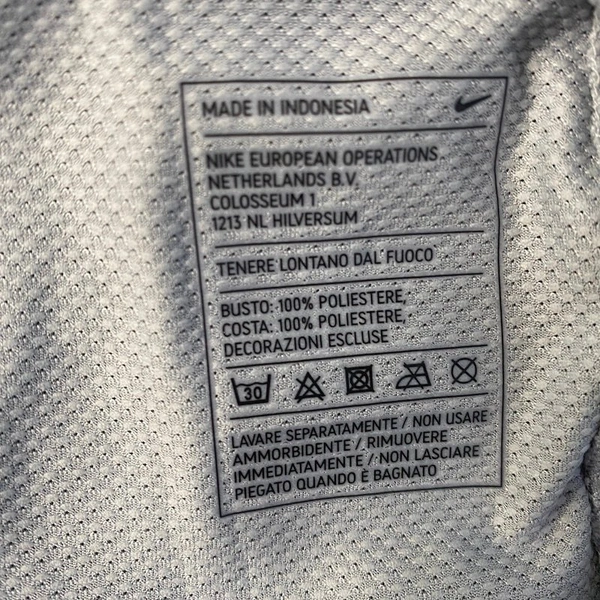 MADE IN INDONESIA
NIKE EUROPEAN OPERATIONS
NETHERLANDS B.V.
COLOSSEUM 1
1213 NL HILVERSUM
TENERE LONTANO DAL FUOCO
BUSTO: 100% POLIESTERE,
COSTA: 100% POLIESTERE,
DECORAZIONI ESCLUSE
30
LAVARE SEPARATAMENTE / NON USARE
AMMORBIDENTE / RIMUOVERE
IMMEDIATAMENTE / NON LASCIARE
PIEGATO QUANDO È BAGNATO